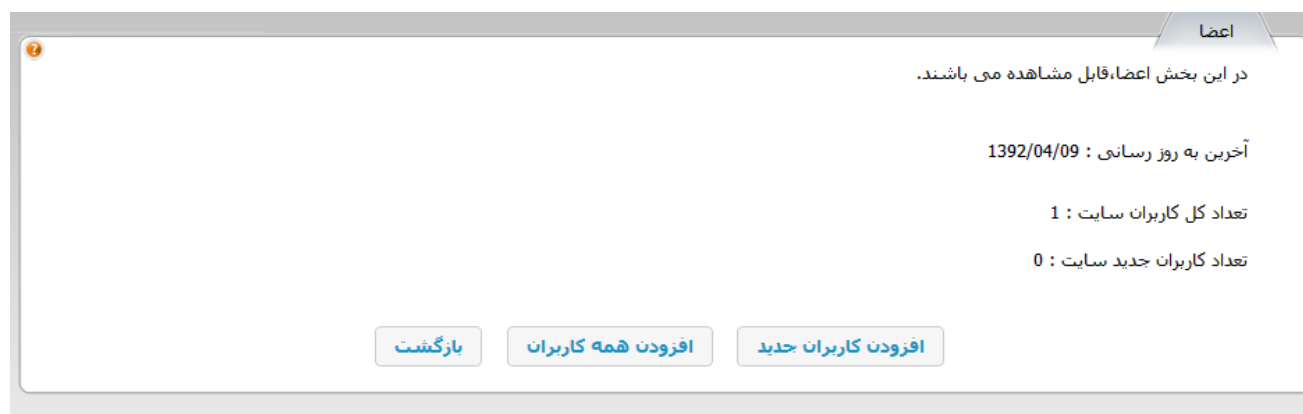 اعضا
در این بخش اعضا،قابل مشاهده می باشند.
آخرین به روز رسانی : 1392/04/09
تعداد کل کاربران سایت : 1
تعداد کاربران جدید سایت : 0
افزودن کاربران جدید افزودن همه کاربران بازگشت